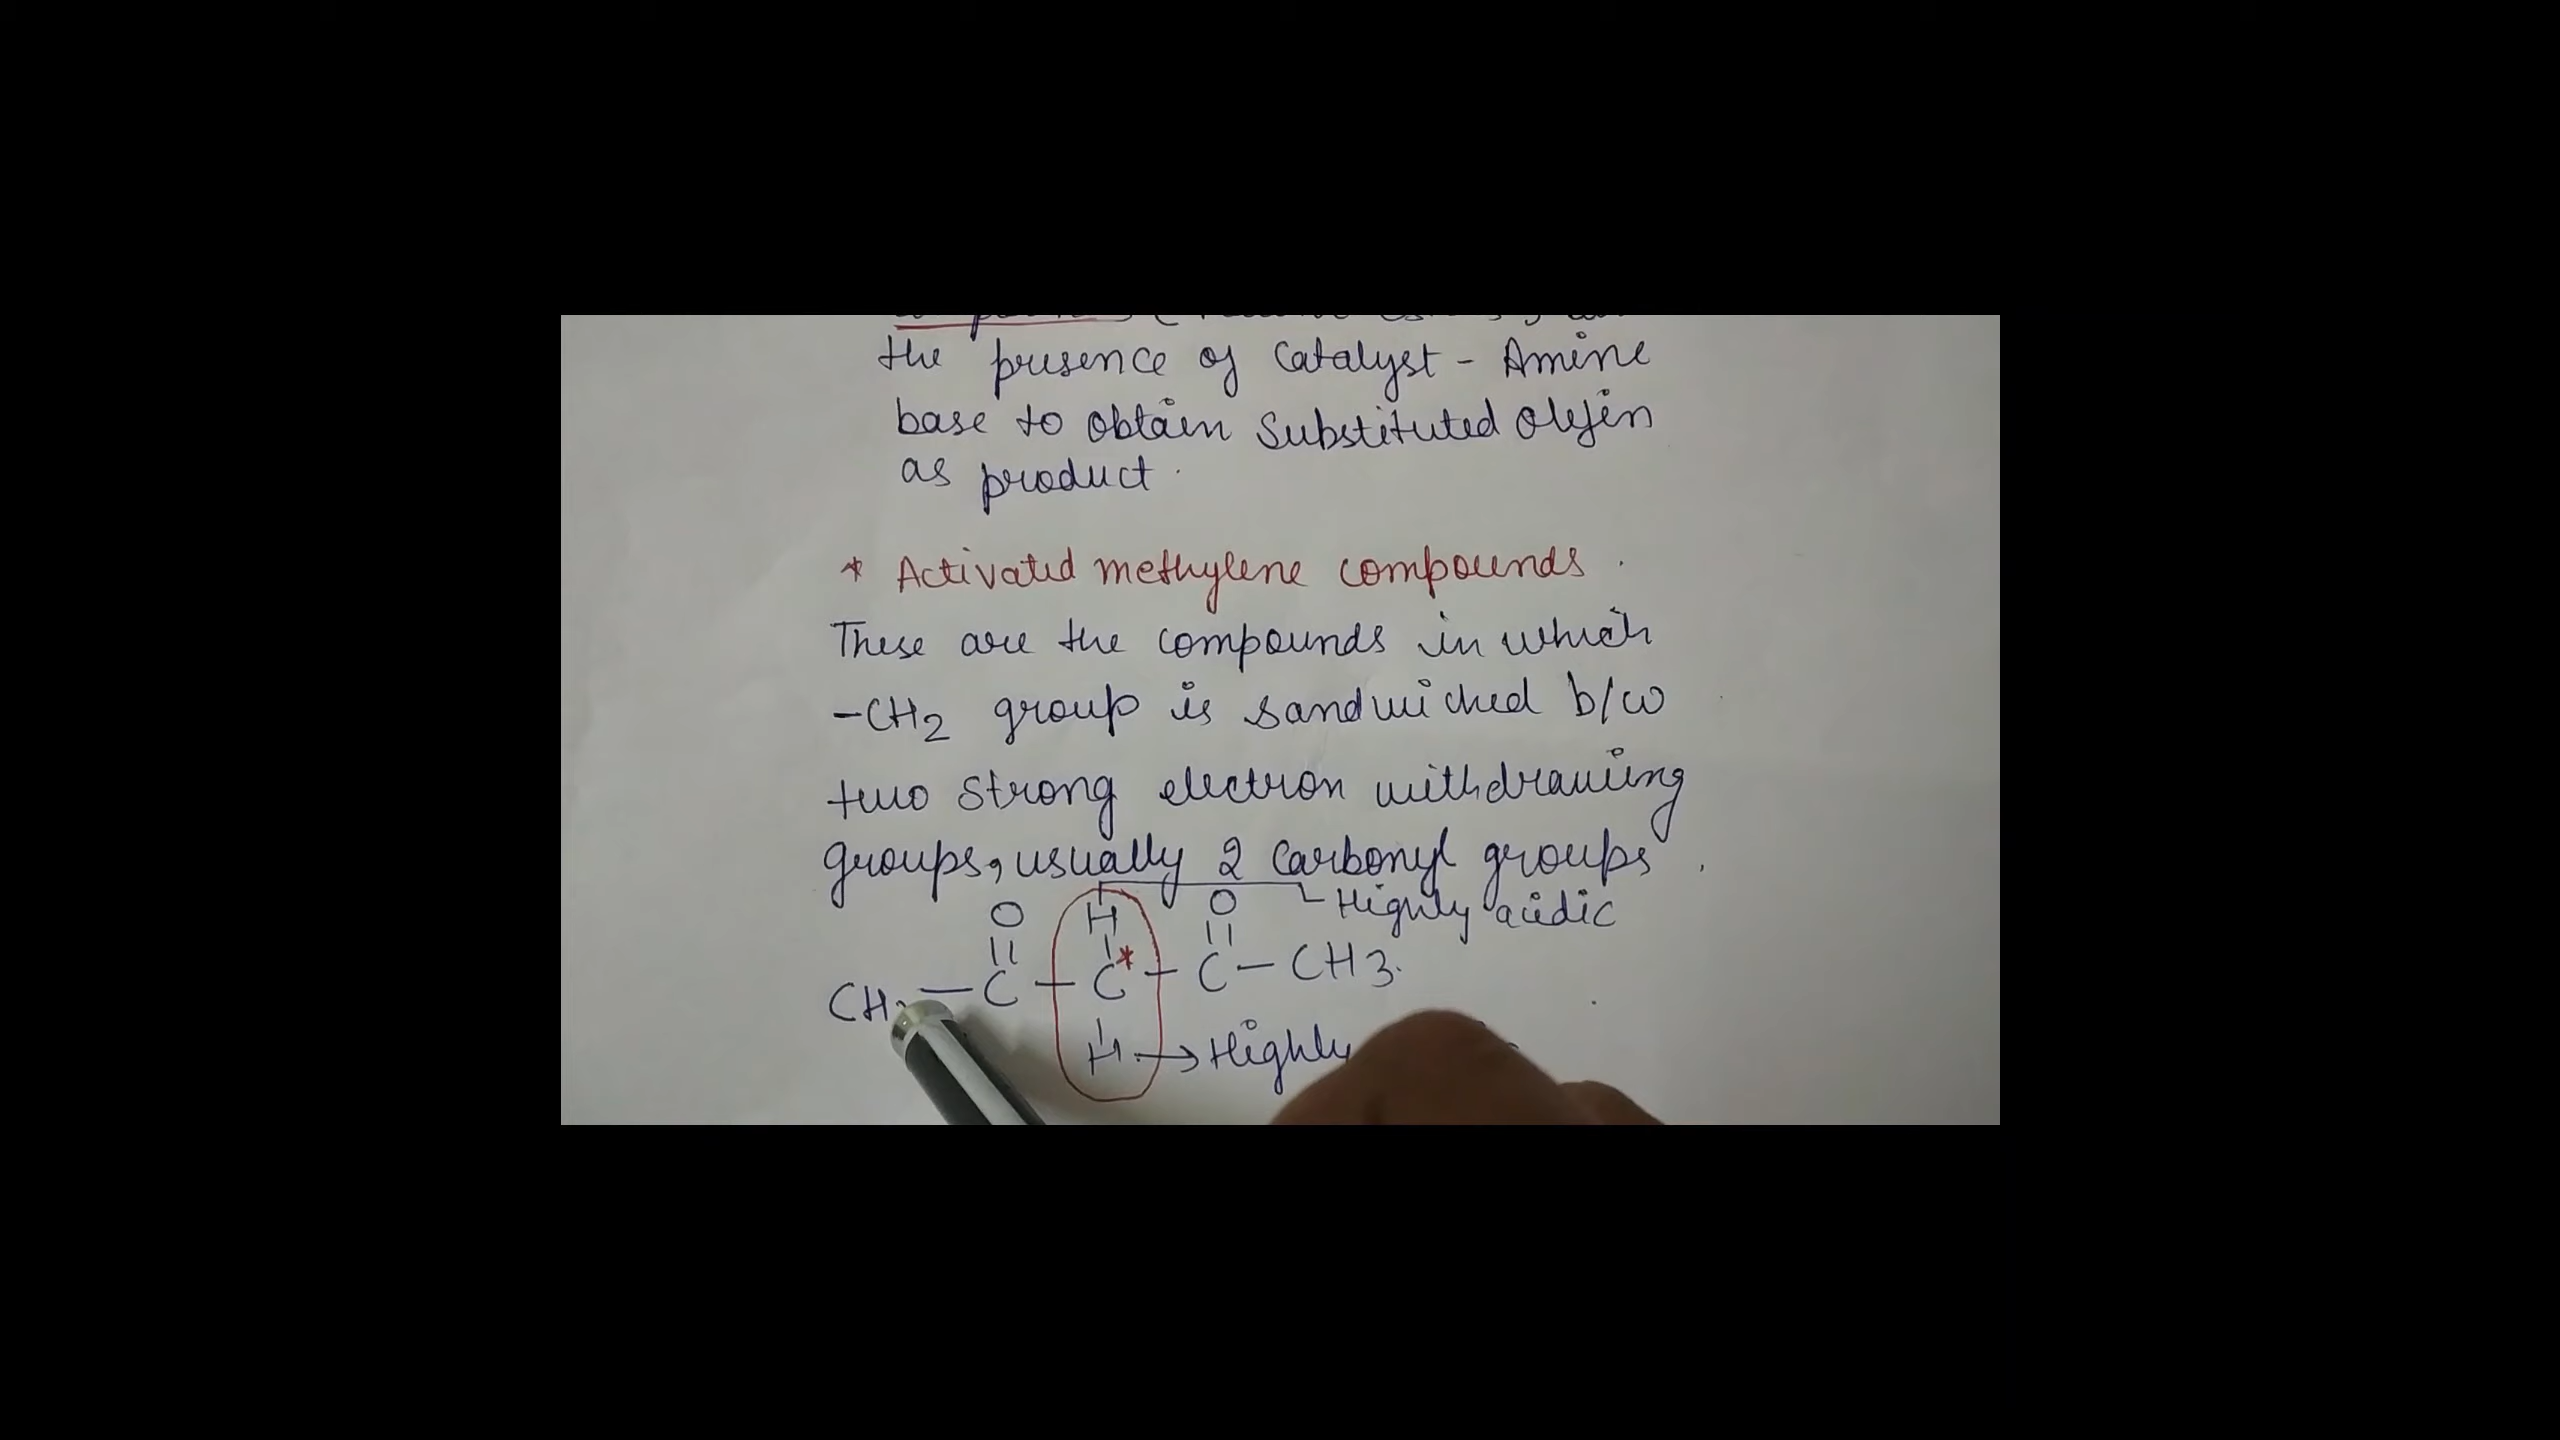 the presence of Catalyst - Amine
base to obtain Substituted Olefin
as product.
* Activated methylene compounds.
These are the compounds in which
-CH2 group is sandwiched b/w
two strong electron withdrawing
groups, usually 2 Carbonyl groups.
O H O Highly acidic
|| | ||
CH — C — C* — C — CH3.
|
H → Highly